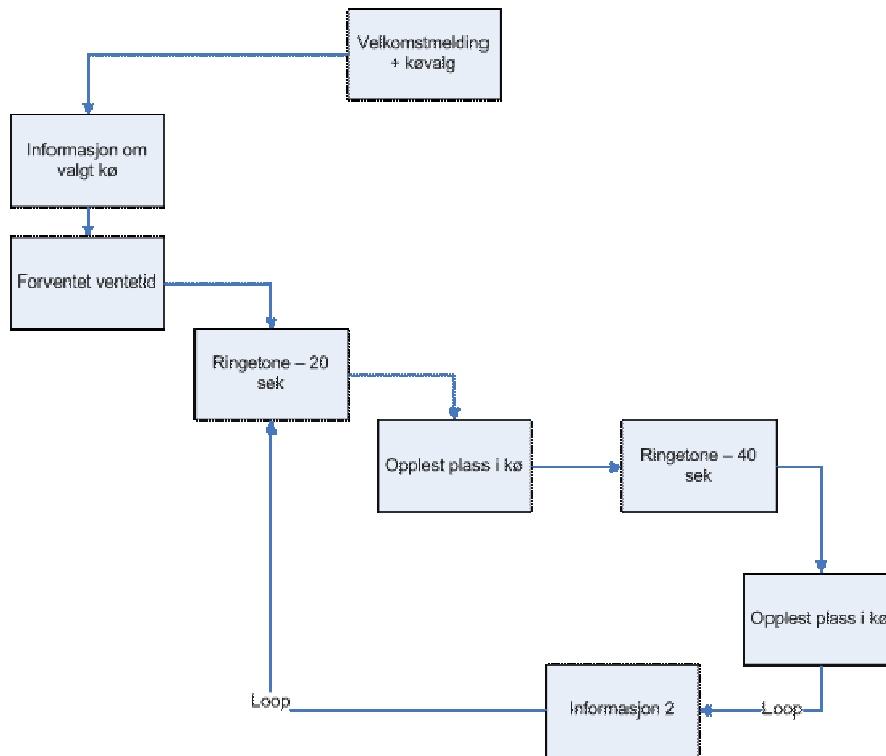 Velkomstmelding
+ køvalg
Informasjon om
valgt kø
Forventet ventetid
Ringetone – 20
sek
Opplest plass i kø
Ringetone – 40
sek
Opplest plass i kø
Informasjon 2
Loop
Loop